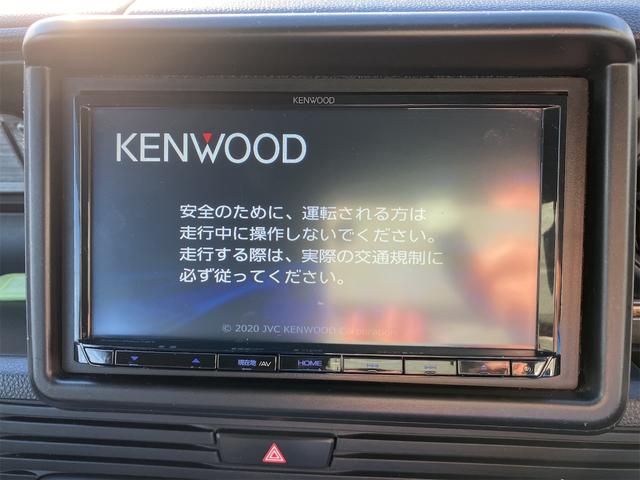 KENWOOD
KENWOOD
安全のために、運転される方は
走行中に操作しないでください。
走行する際は、実際の交通規制に
必ず従ってください。
© 2020 JVC KENWOOD Corporation
現在地/AV HOME